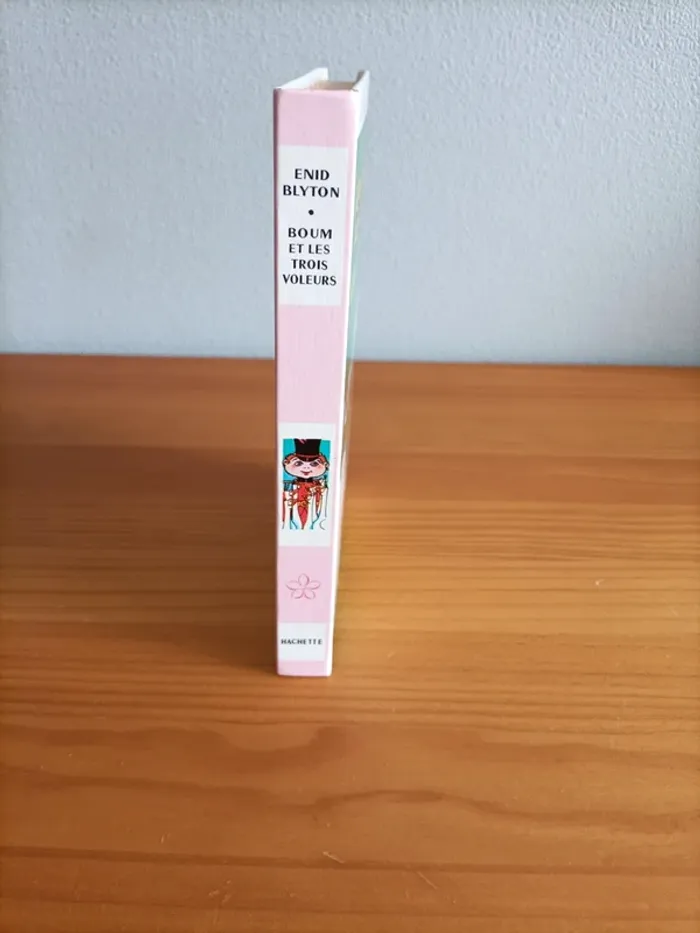 ENID
BLYTON
•
BOUM
ET LES
TROIS
VOLEURS
HACHETTE